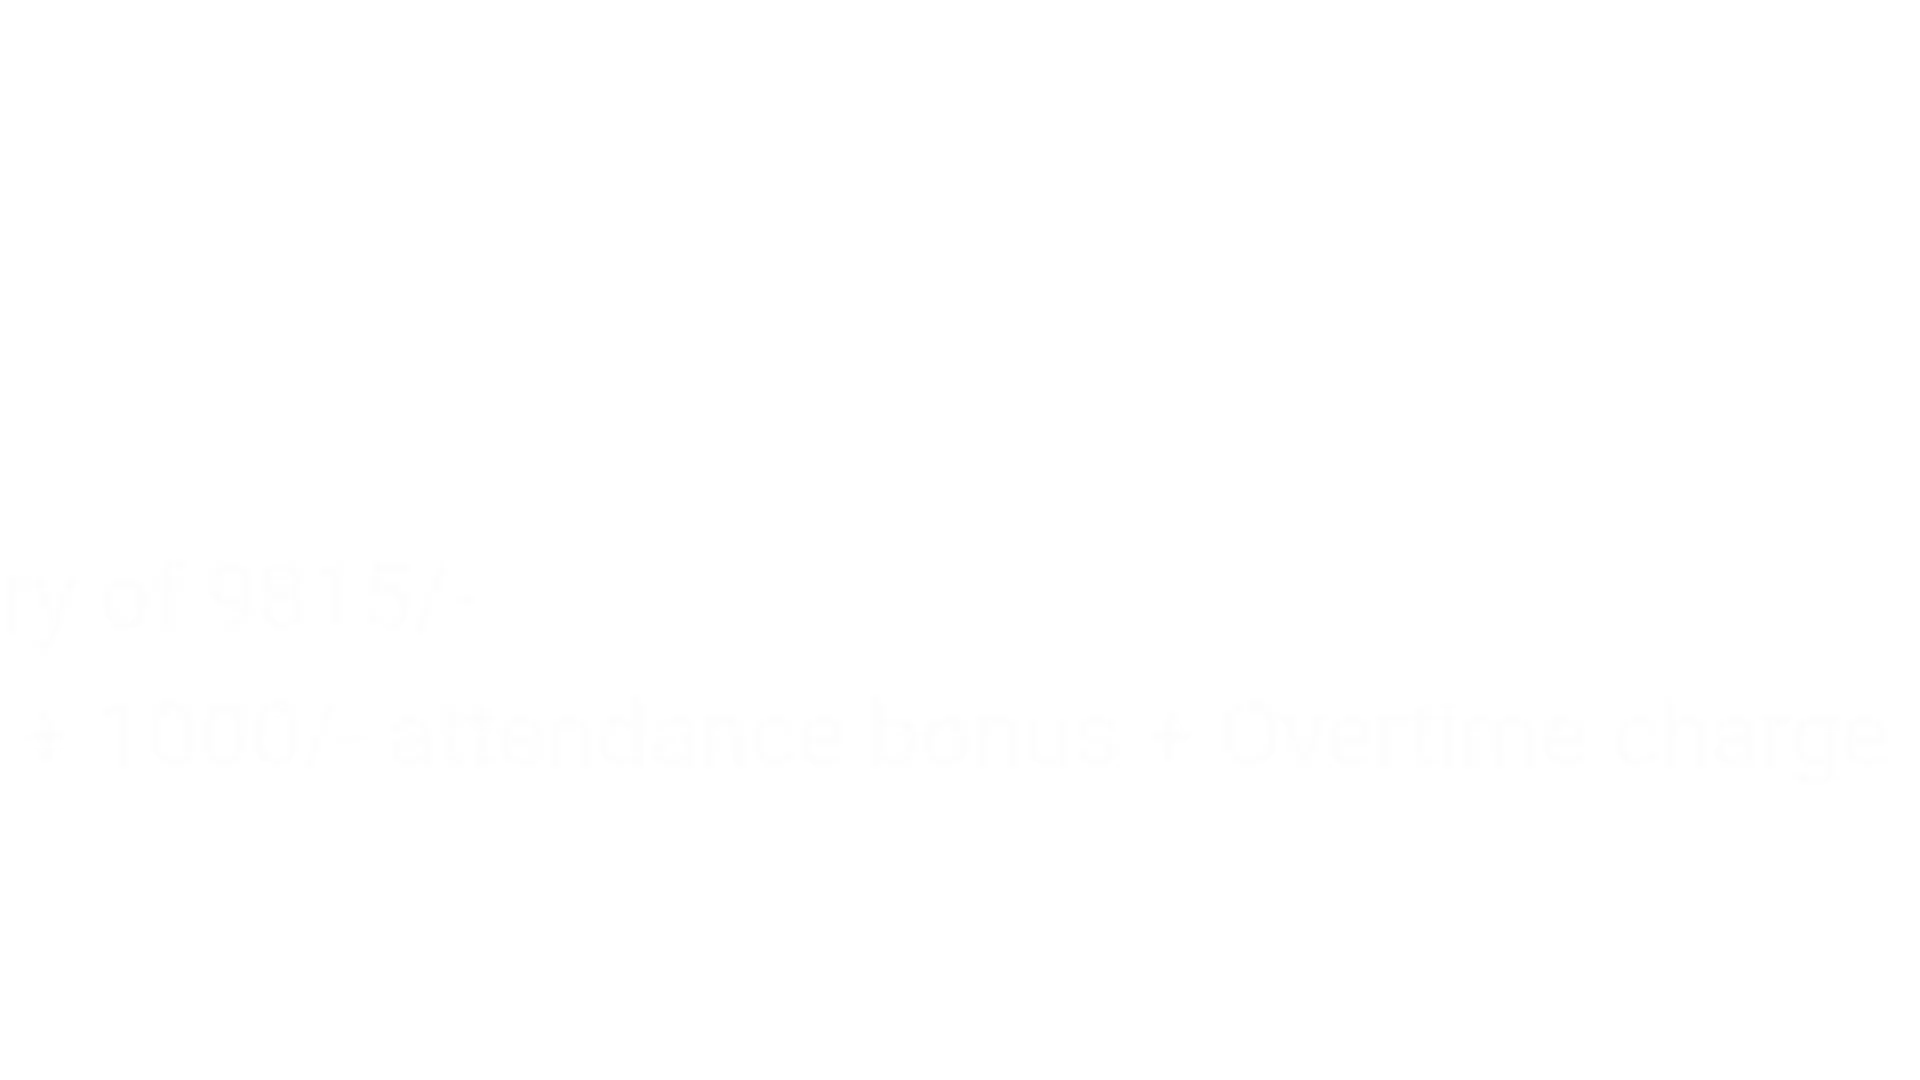 ry of 9815/-
+ 1000/- attendance bonus + Overtime charge